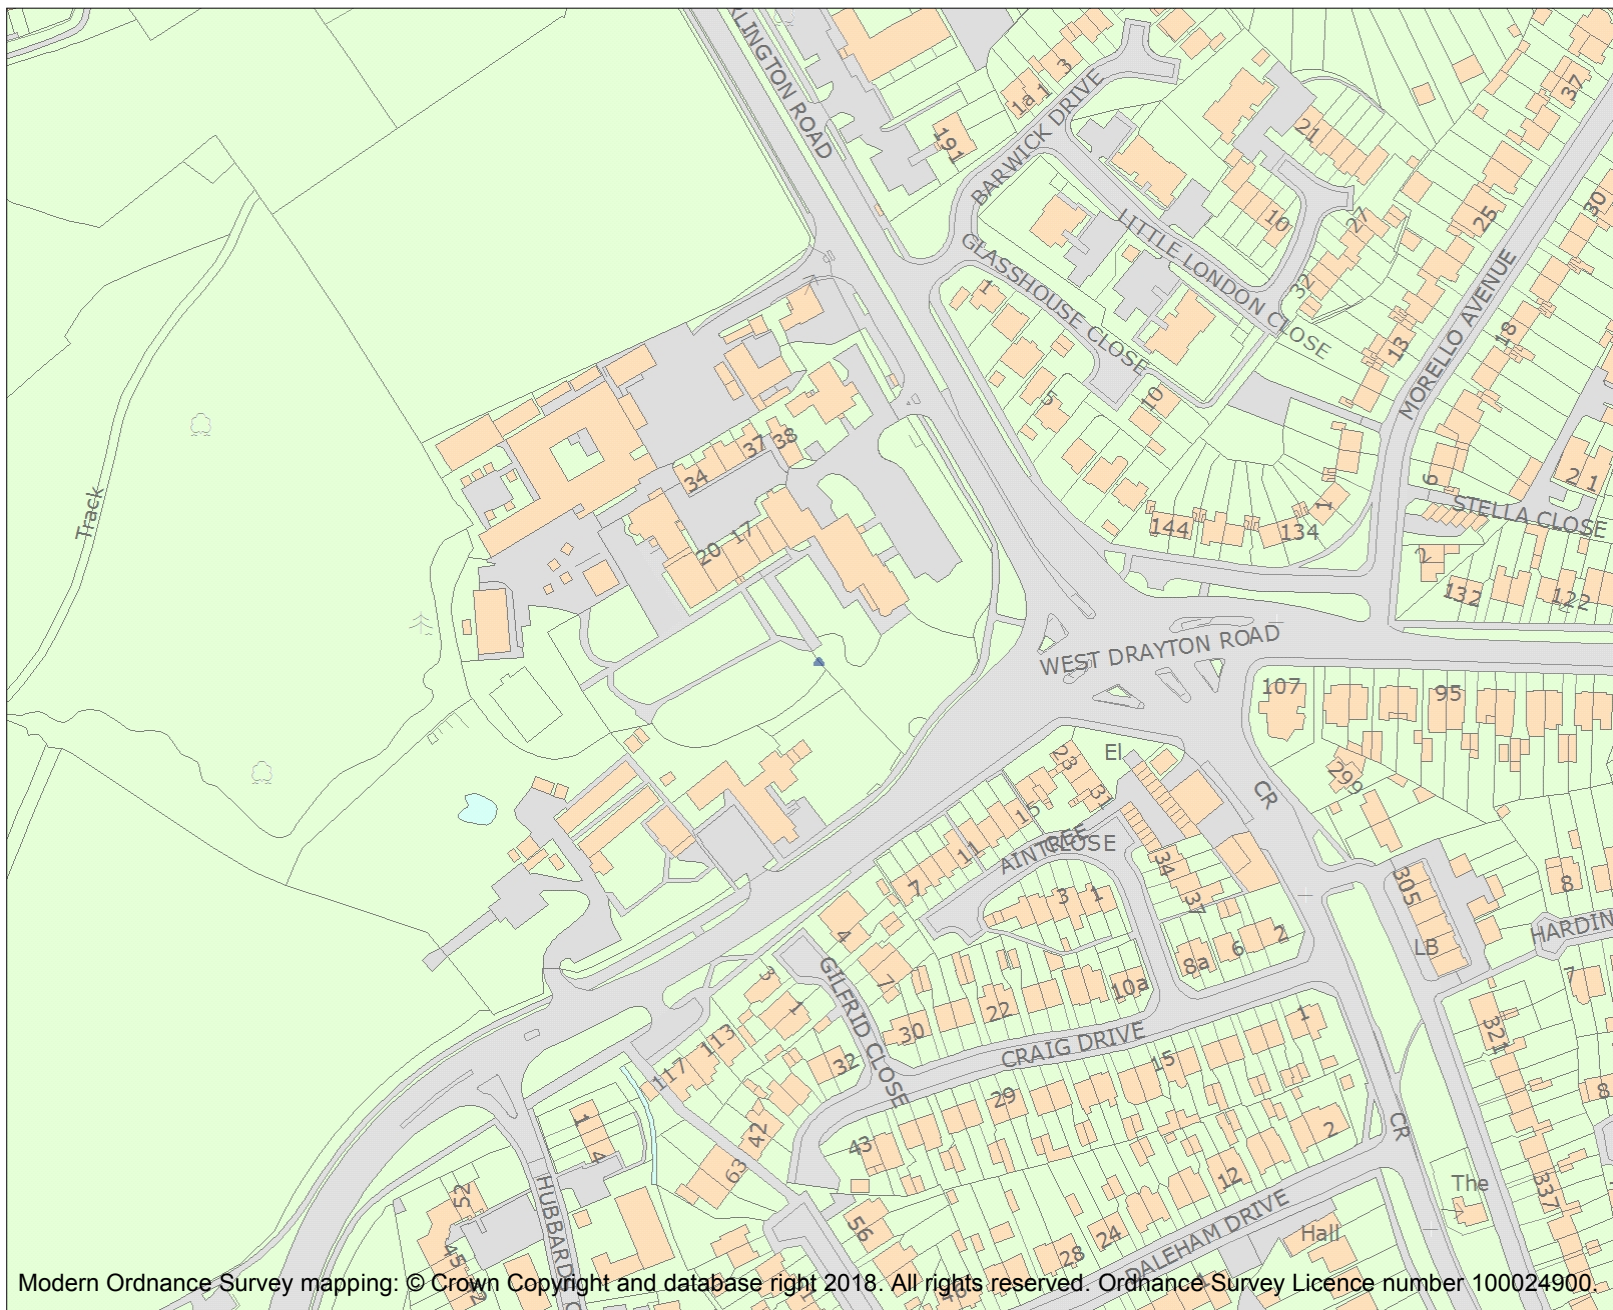 RLINGTON ROAD
BARWICK DRIVE
1a 1
3
191
21
37
LITTLE LONDON CLOSE
10
27
32
25
30
GLASSHOUSE CLOSE
1
5
10
MORELLO AVENUE
13
18
6
2 1
STELLA CLOSE
144
134
1
2
132
122
38
37
34
20 17
Track
WEST DRAYTON ROAD
107
95
299
El
23
31
15
11
7
AINTREE
CLOSE
CR
34
37
3
1
305
8
HARDIN
LB
4
7
GILFRID CLOSE
8a
6
2
10a
22
30
32
3
1
113
117
CRAIG DRIVE
1
15
29
43
7
321
8
42
63
1
4
52
45
HUBBARD
56
CR
2
12
24
28
DALEHAM DRIVE
The
Hall
337
Modern Ordnance Survey mapping: © Crown Copyright and database right 2018. All rights reserved. Ordnance Survey Licence number 100024900.